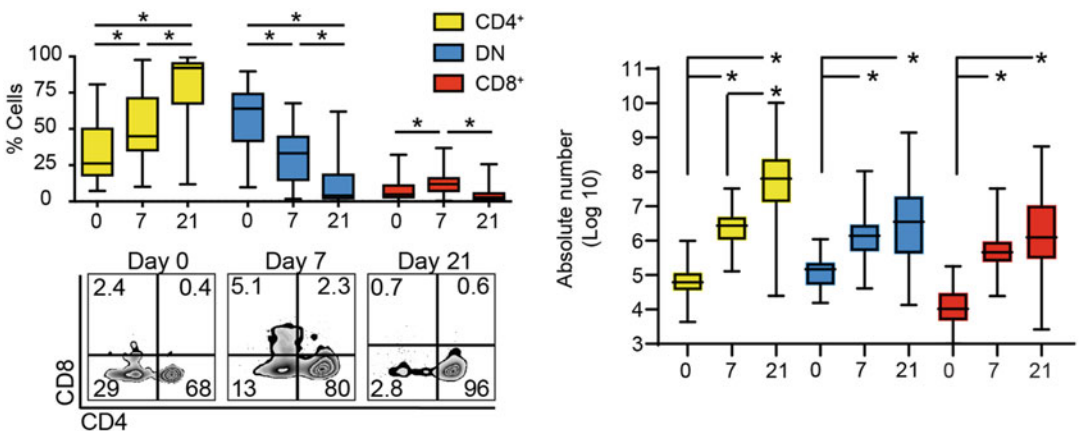 * * *
* * *
* *
CD4⁺
DN
CD8⁺
% Cells
100
75
50
25
0
0 7 21 0 7 21 0 7 21
Day 0 Day 7 Day 21
2.4 0.4 5.1 2.3 0.7 0.6
29 68 13 80 2.8 96
CD8
CD4
Absolute number
(Log 10)
* * *
* * *
*
11
10
9
8
7
6
5
4
3
0 7 21 0 7 21 0 7 21